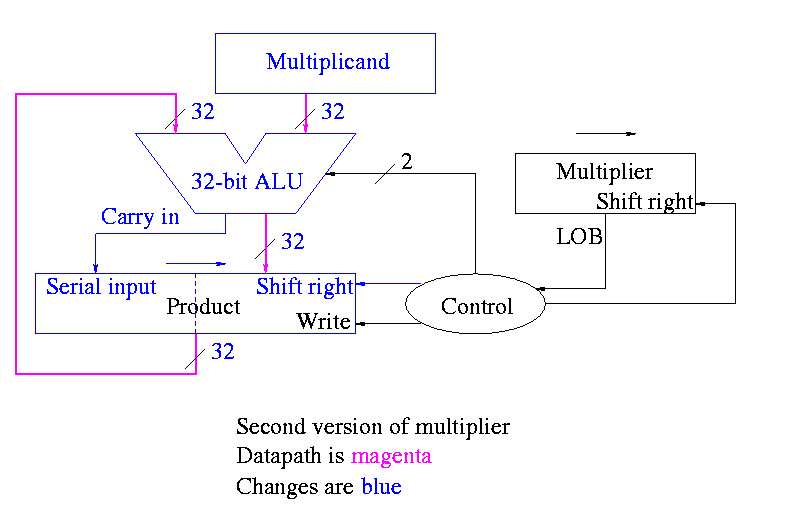 Multiplicand
32
32
2
32-bit ALU
Multiplier
Shift right
Carry in
LOB
32
Serial input
Shift right
Product
Control
Write
32
Second version of multiplier
Datapath is magenta
Changes are blue